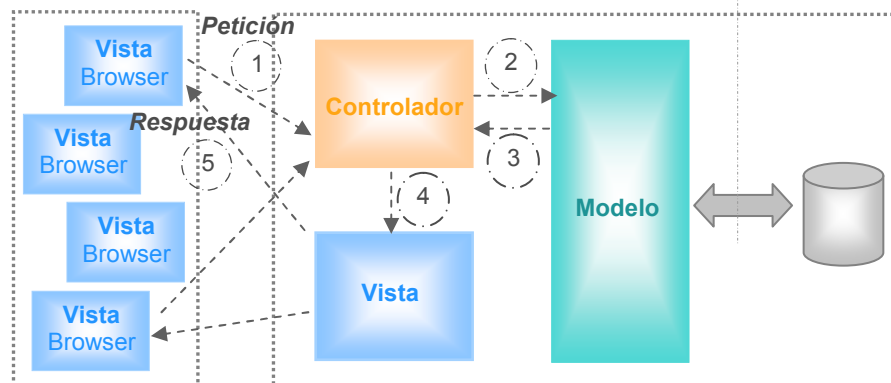 Petición
Vista
Browser
1
2
Controlador
Respuesta
Vista
Browser
5
3
4
Modelo
Vista
Browser
Vista
Vista
Browser